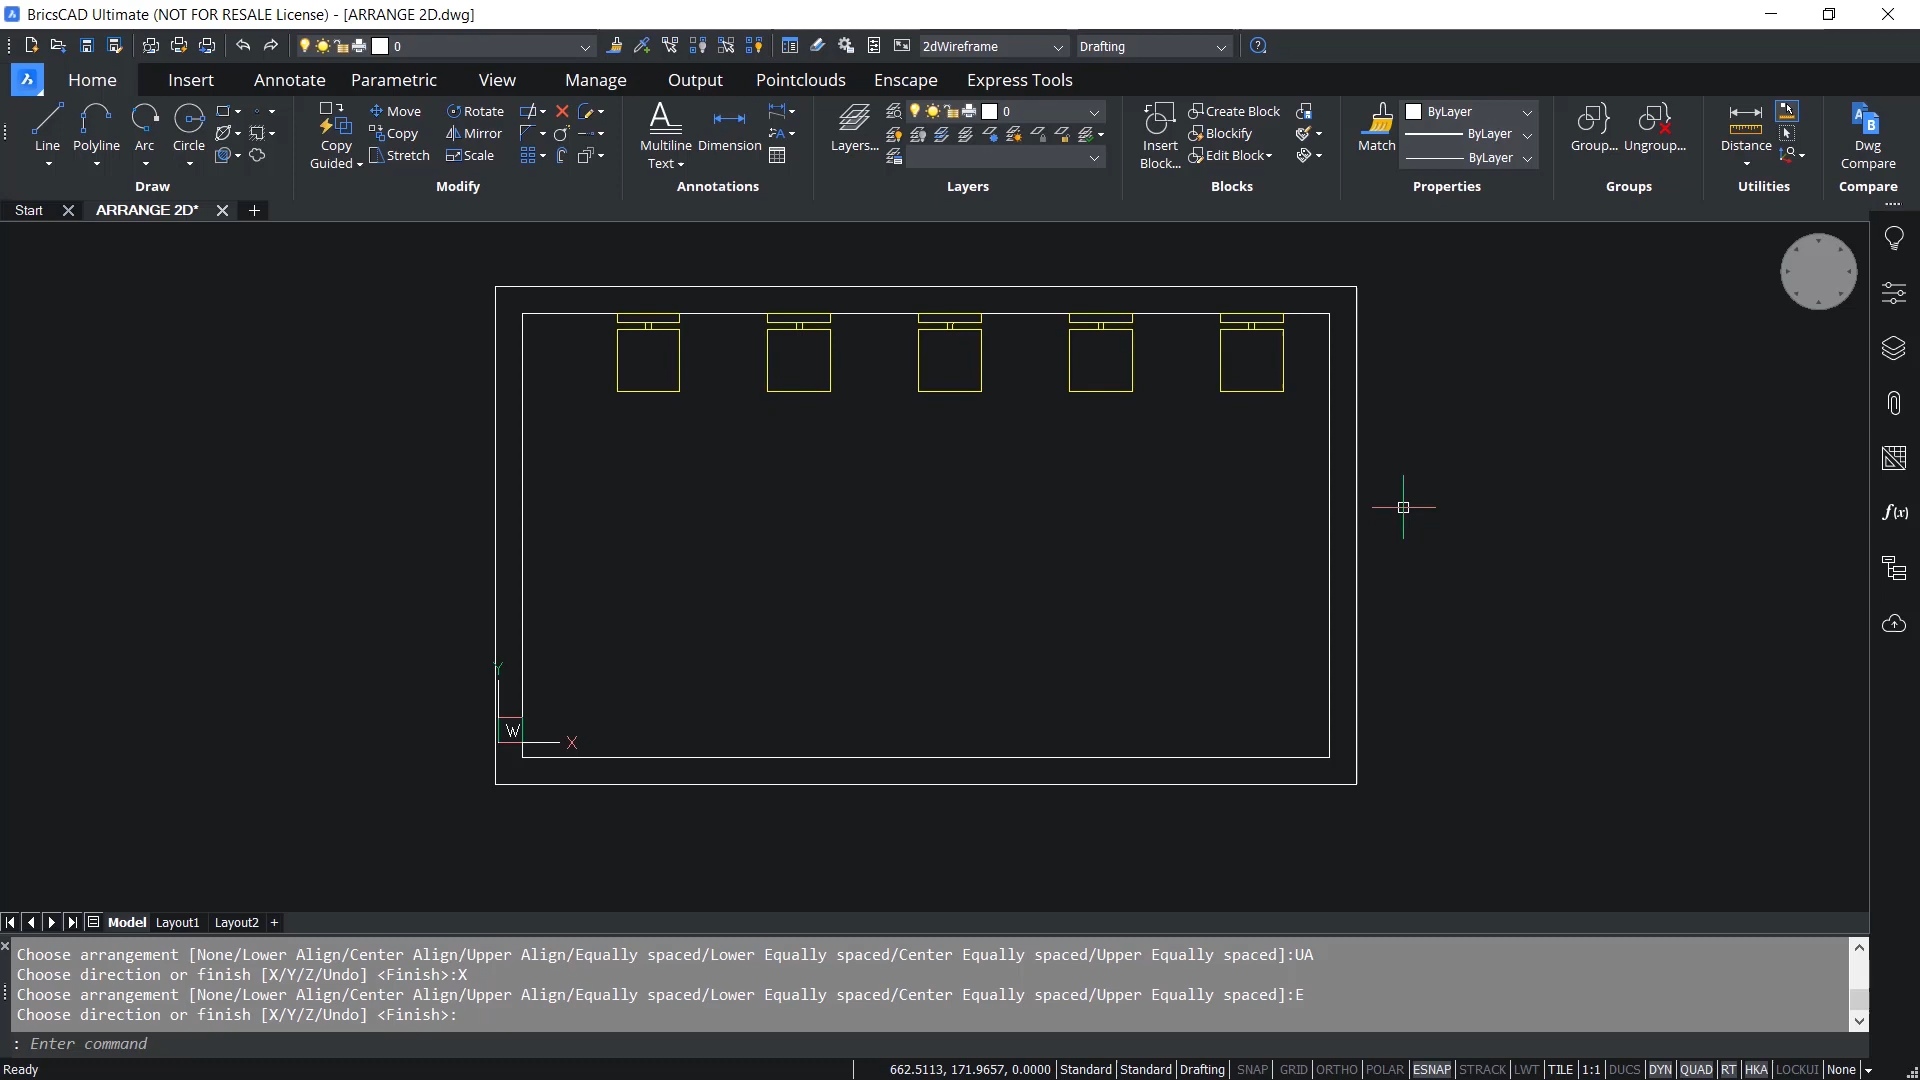 BricsCAD Ultimate (NOT FOR RESALE License) - [ARRANGE 2D.dwg]
0
2dWireframe
Drafting
Home
Insert
Annotate
Parametric
View
Manage
Output
Pointclouds
Annotate
Enscape
Express Tools
Line
Polyline
Arc
Circle
Draw
Copy
Guided
Move
Copy
Stretch
Rotate
Mirror
Scale
Modify
Multiline
Text
Dimension
Annotations
Layers...
0
Layers
Insert
Block...
Create Block
Blockify
Edit Block
Blocks
Match
ByLayer
ByLayer
ByLayer
Properties
Group...
Ungroup...
Groups
Distance
Utilities
A
B
Dwg
Compare
Compare
Start
ARRANGE 2D*
f(x)
Y
W
X
Model
Layout1
Layout2
Choose arrangement [None/Lower Align/Center Align/Upper Align/Equally spaced/Lower Equally spaced/Center Equally spaced/Upper Equally spaced]:UA
Choose direction or finish [X/Y/Z/Undo] <Finish>:X
Choose arrangement [None/Lower Align/Center Align/Upper Align/Equally spaced/Lower Equally spaced/Center Equally spaced/Upper Equally spaced]:E
Choose direction or finish [X/Y/Z/Undo] <Finish>:
: Enter command
Ready
662.5113, 171.9657, 0.0000
Standard
Standard
Drafting
SNAP
GRID
ORTHO
POLAR
ESNAP
STRACK
LWT
TILE
1:1
DUCS
DYN
QUAD
RT
HKA
LOCKUI
None